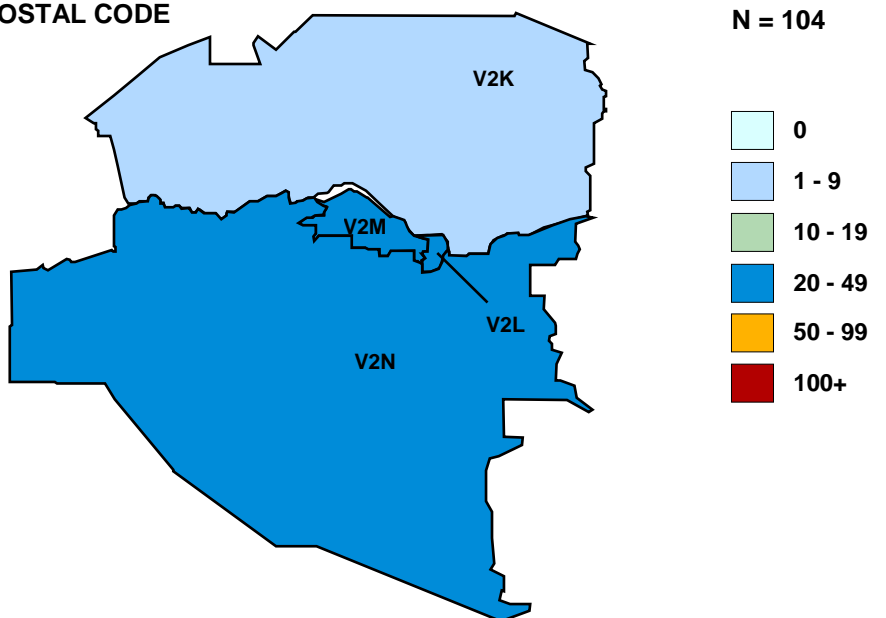 OSTAL CODE
N = 104
V2K
0
1 - 9
10 - 19
20 - 49
50 - 99
100+
V2M
V2L
V2N